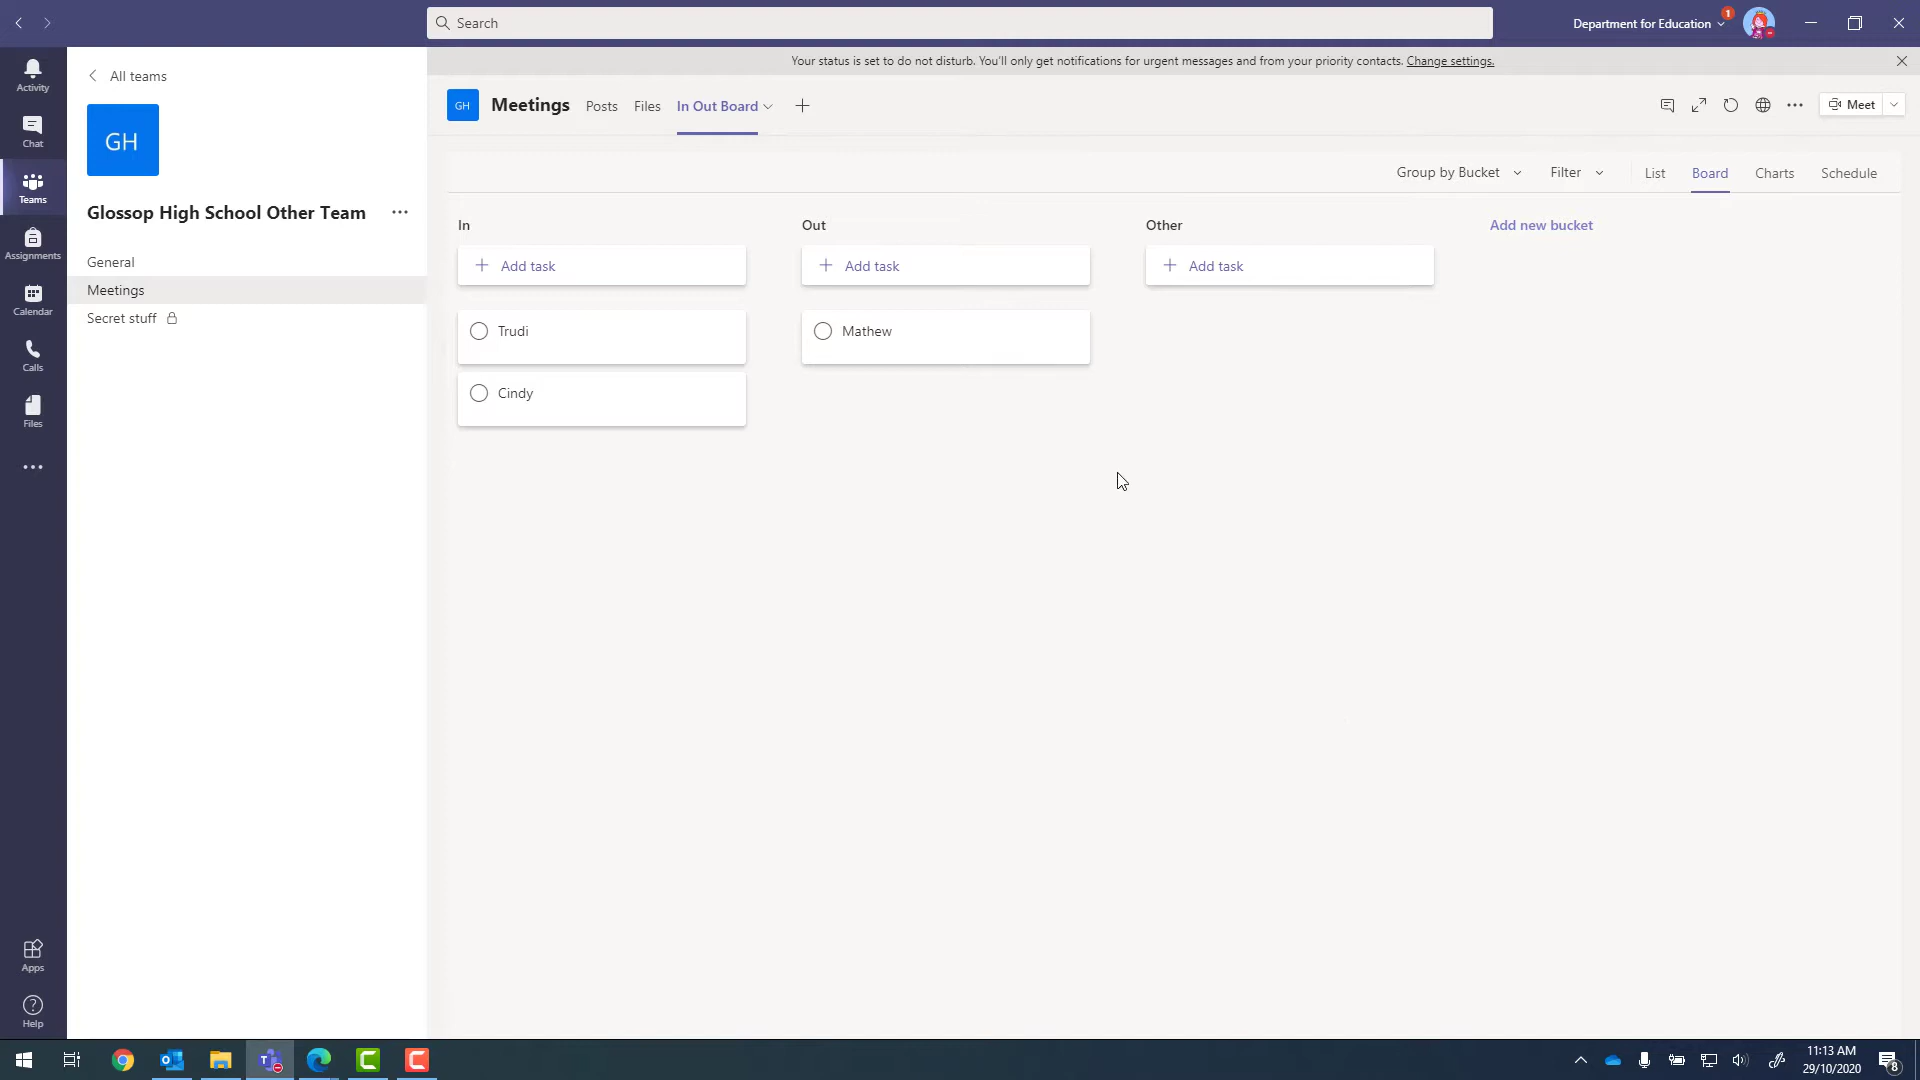 Search
Department for Education
1
Your status is set to do not disturb. You'll only get notifications for urgent messages and from your priority contacts. Change settings.
Activity
Chat
Teams
Assignments
Calendar
Calls
Files
Apps
Help
All teams
GH
Glossop High School Other Team
General
Meetings
Secret stuff
GH
Meetings
Posts
Files
In Out Board
Meet
Group by Bucket
Filter
List
Board
Charts
Schedule
In
Add task
Trudi
Cindy
Out
Add task
Mathew
Other
Add task
Add new bucket
11:13 AM
29/10/2020
8